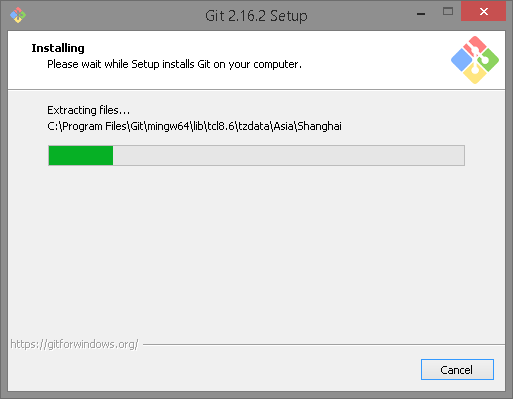 Git 2.16.2 Setup
Installing
Please wait while Setup installs Git on your computer.
Extracting files...
C:\Program Files\Git\mingw64\lib\tcl8.6\tzdata\Asia\Shanghai
https://gitforwindows.org/
Cancel